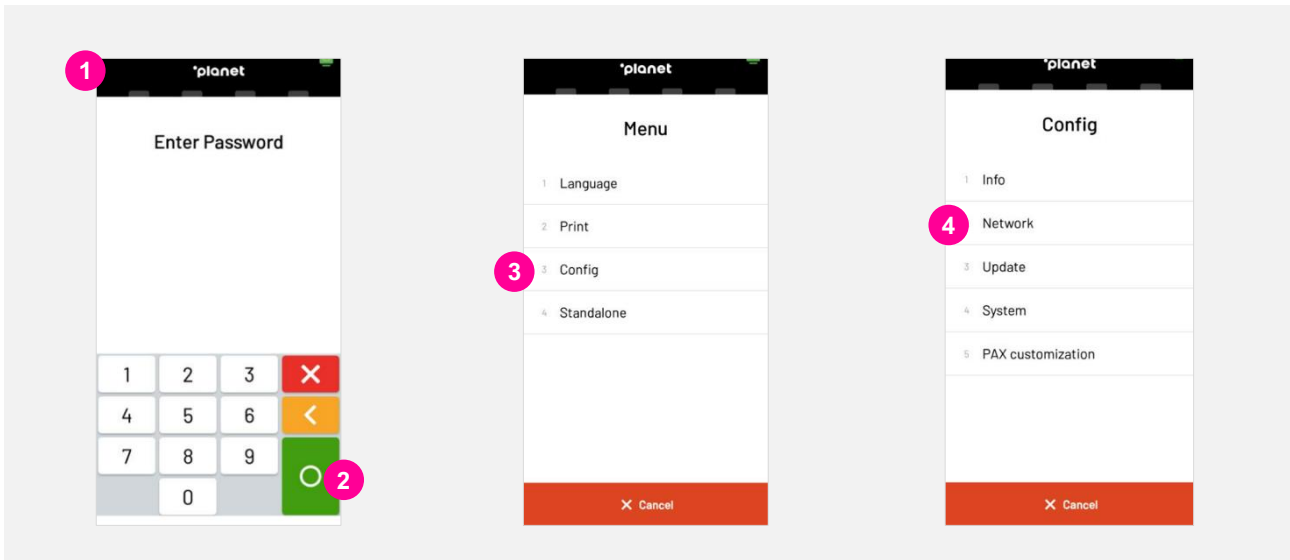 1
planet
Enter Password
1 2 3
4 5 6
7 8 9
0
2
planet
Menu
1 Language
2 Print
3 3 Config
4 Standalone
Cancel
planet
Config
1 Info
4 Network
3 Update
4 System
5 PAX customization
Cancel